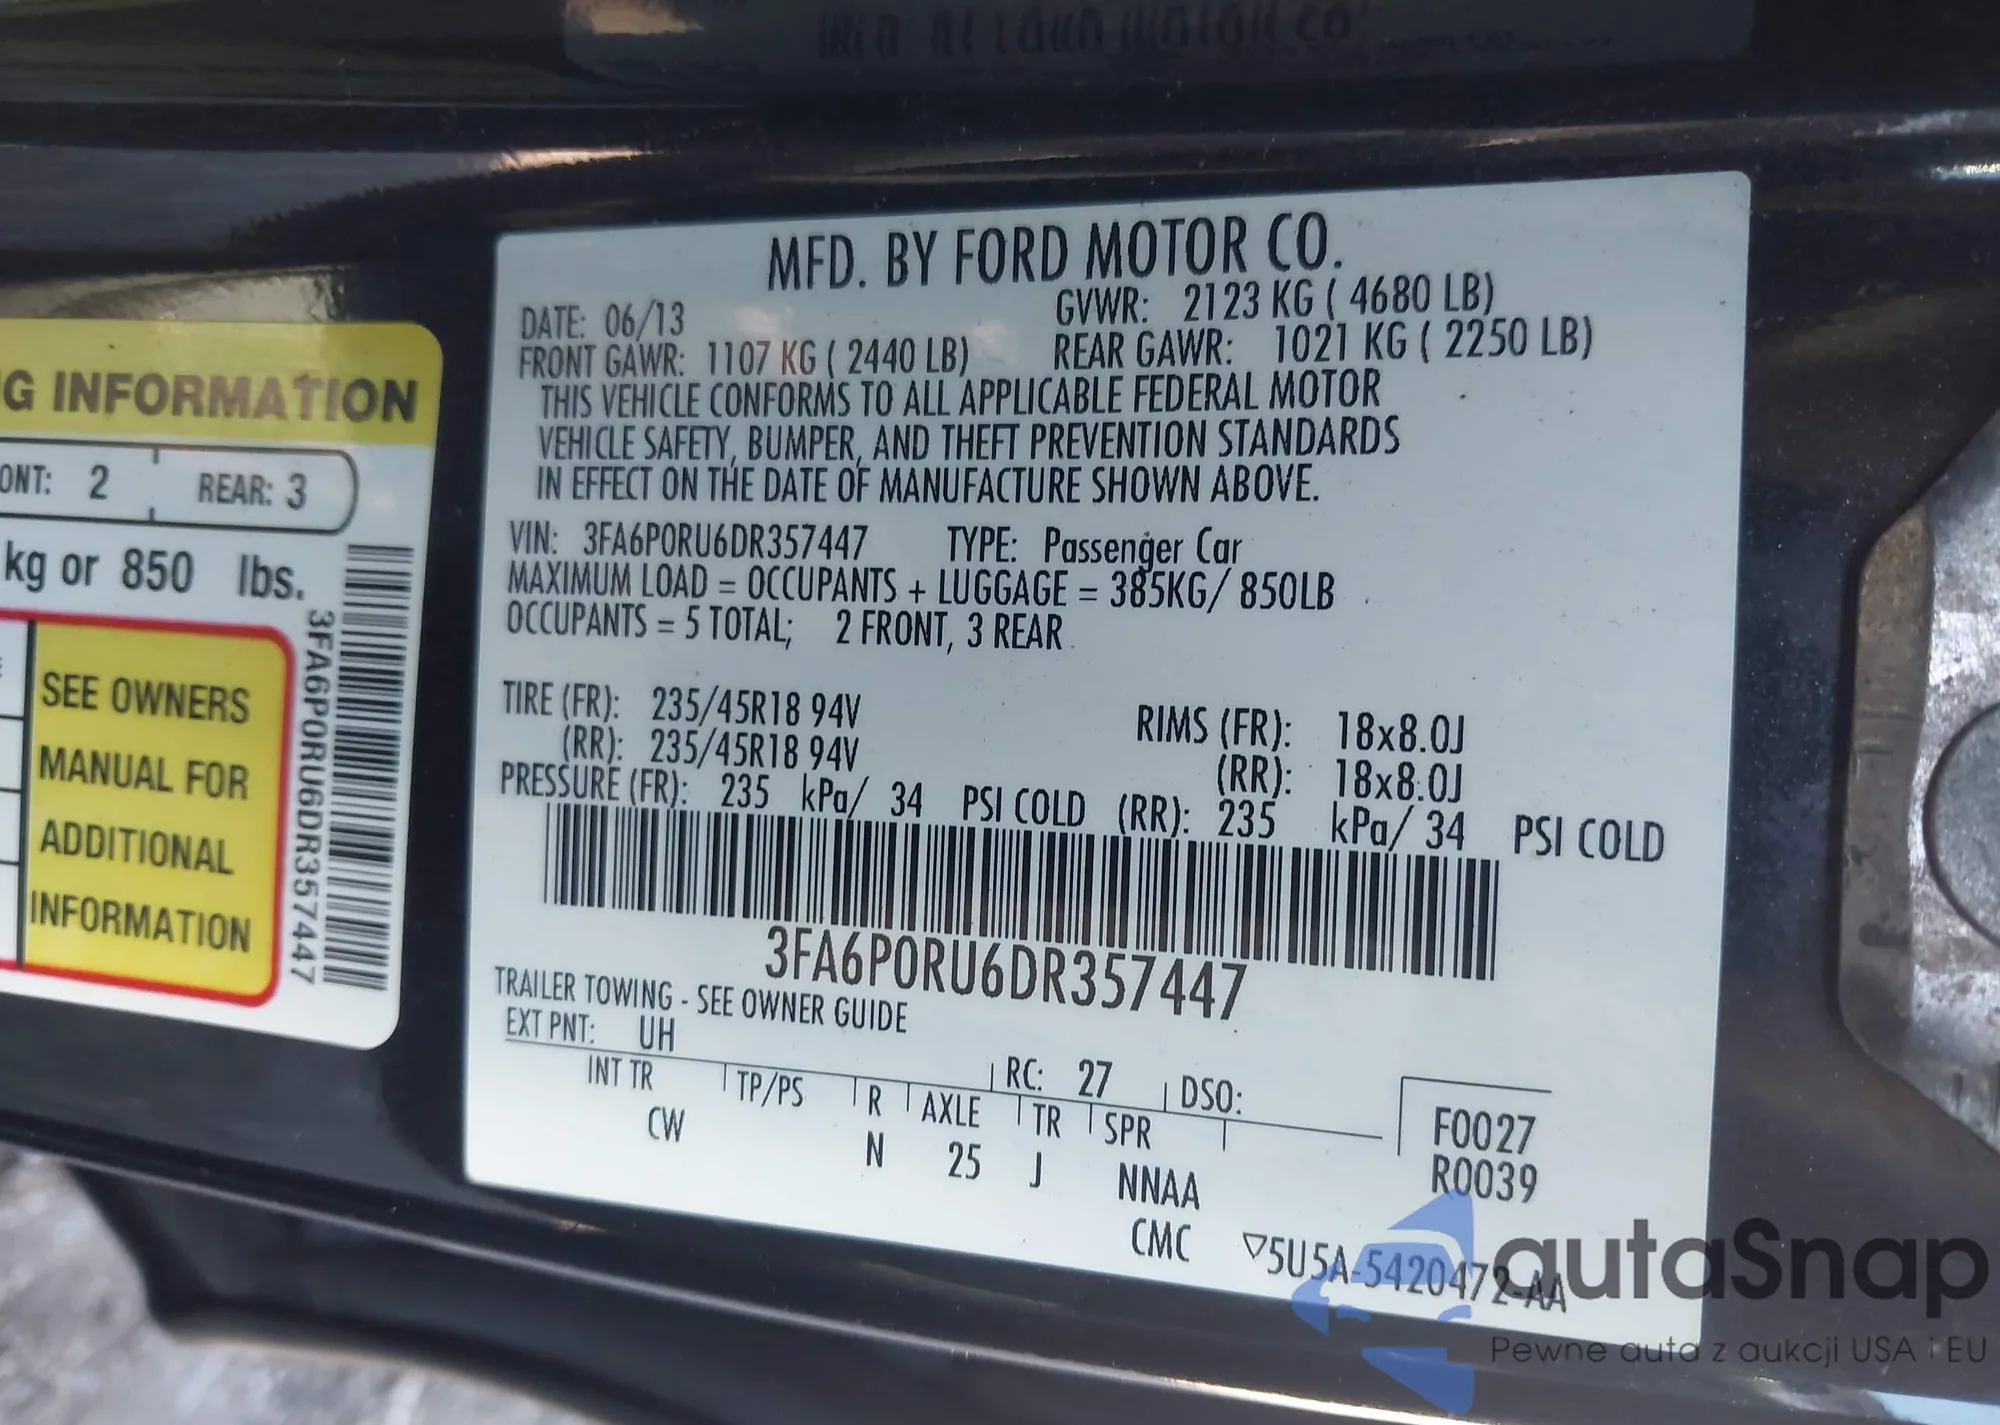 MFD. BY FORD MOTOR CO.
DATE: 06/13 GVWR: 2123 KG ( 4680 LB)
FRONT GAWR: 1107 KG ( 2440 LB) REAR GAWR: 1021 KG ( 2250 LB)
THIS VEHICLE CONFORMS TO ALL APPLICABLE FEDERAL MOTOR
VEHICLE SAFETY, BUMPER, AND THEFT PREVENTION STANDARDS
IN EFFECT ON THE DATE OF MANUFACTURE SHOWN ABOVE.
VIN: 3FA6P0RU6DR357447 TYPE: Passenger Car
MAXIMUM LOAD = OCCUPANTS + LUGGAGE = 385KG/ 850LB
OCCUPANTS = 5 TOTAL; 2 FRONT, 3 REAR
TIRE (FR): 235/45R18 94V RIMS (FR): 18x8.0J
(RR): 235/45R18 94V (RR): 18x8.0J
PRESSURE (FR): 235 kPa/ 34 PSI COLD (RR): 235 kPa/ 34 PSI COLD
3FA6P0RU6DR357447
TRAILER TOWING - SEE OWNER GUIDE
EXT PNT: UH RC: 27 DSO:
INT TR TP/PS R AXLE TR SPR F0027
CW N 25 J NNAA R0039
CMC ▽5U5A-5420472-AA
G INFORMATION
ONT: 2 REAR: 3
kg or 850 lbs.
SEE OWNERS
MANUAL FOR
ADDITIONAL
INFORMATION
3FA6P0RU6DR357447
autaSnap
Pewne auta z aukcji USA i EU